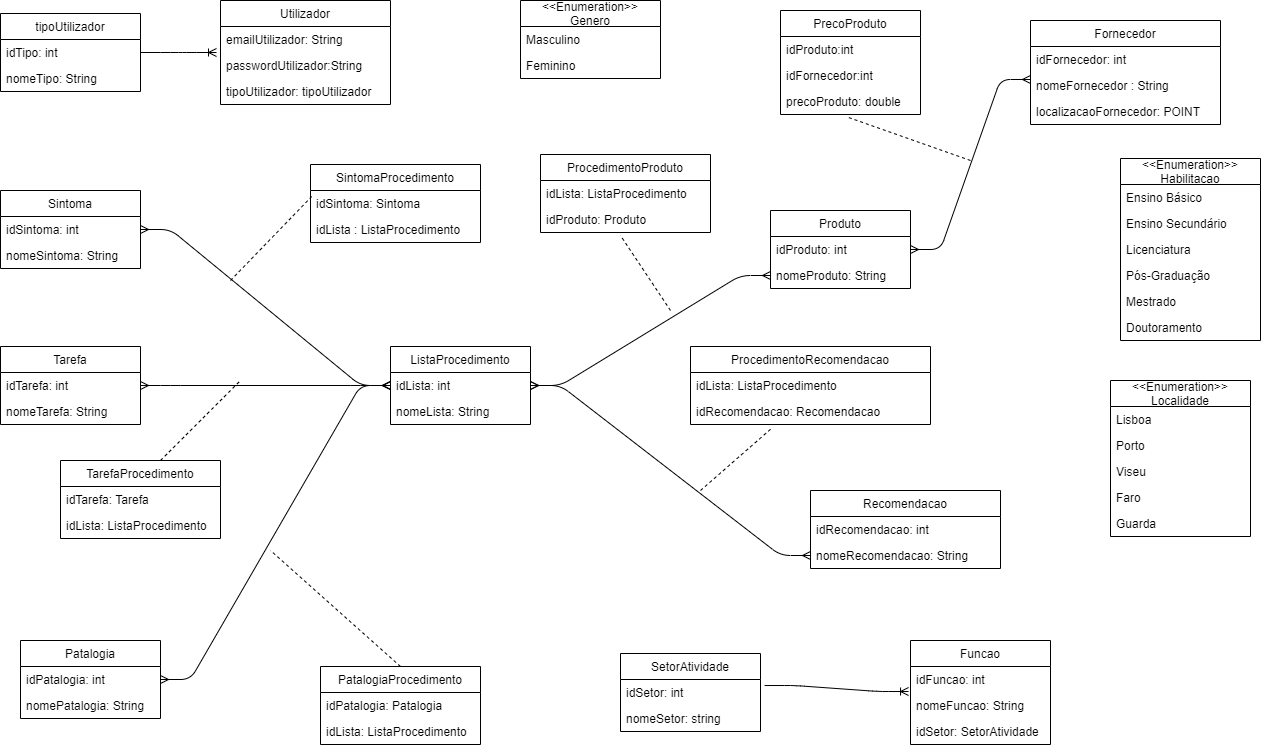 tipoUtilizador
idTipo: int
nomeTipo: String
Utilizador
emailUtilizador: String
passwordUtilizador:String
tipoUtilizador: tipoUtilizador
<<Enumeration>>
Genero
Masculino
Feminino
PrecoProduto
idProduto:int
idFornecedor:int
precoProduto: double
Fornecedor
idFornecedor: int
nomeFornecedor : String
localizacaoFornecedor: POINT
Sintoma
idSintoma: int
nomeSintoma: String
SintomaProcedimento
idSintoma: Sintoma
idLista : ListaProcedimento
ProcedimentoProduto
idLista: ListaProcedimento
idProduto: Produto
Produto
idProduto: int
nomeProduto: String
<<Enumeration>>
Habilitacao
Ensino Básico
Ensino Secundário
Licenciatura
Pós-Graduação
Mestrado
Doutoramento
Tarefa
idTarefa: int
nomeTarefa: String
ListaProcedimento
idLista: int
nomeLista: String
ProcedimentoRecomendacao
idLista: ListaProcedimento
idRecomendacao: Recomendacao
<<Enumeration>>
Localidade
Lisboa
Porto
Viseu
Faro
Guarda
TarefaProcedimento
idTarefa: Tarefa
idLista: ListaProcedimento
Recomendacao
idRecomendacao: int
nomeRecomendacao: String
Patalogia
idPatalogia: int
nomePatalogia: String
PatalogiaProcedimento
idPatalogia: Patalogia
idLista: ListaProcedimento
SetorAtividade
idSetor: int
nomeSetor: string
Funcao
idFuncao: int
nomeFuncao: String
idSetor: SetorAtividade